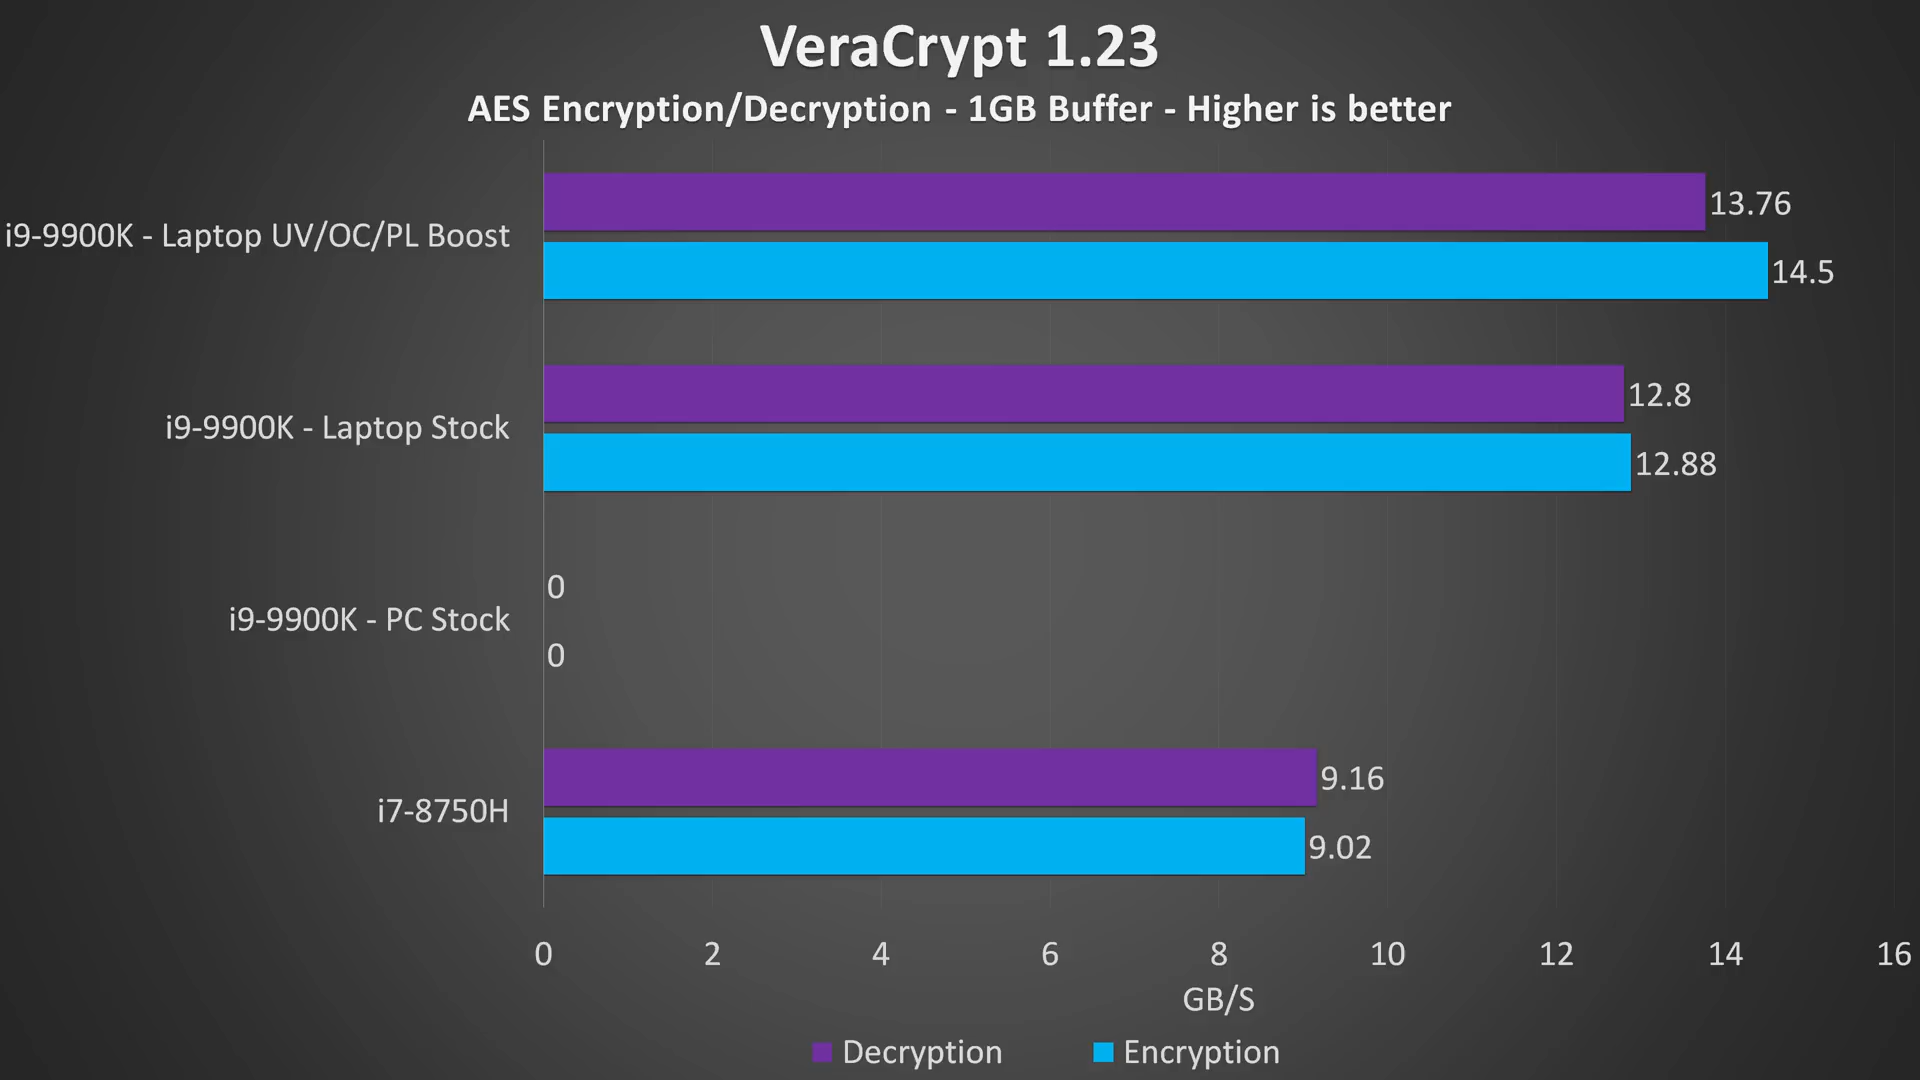 VeraCrypt 1.23
AES Encryption/Decryption - 1GB Buffer - Higher is better
i9-9900K - Laptop UV/OC/PL Boost
13.76
14.5
i9-9900K - Laptop Stock
12.8
12.88
i9-9900K - PC Stock
0
0
i7-8750H
9.16
9.02
0 2 4 6 8 10 12 14 16
GB/S
Decryption Encryption